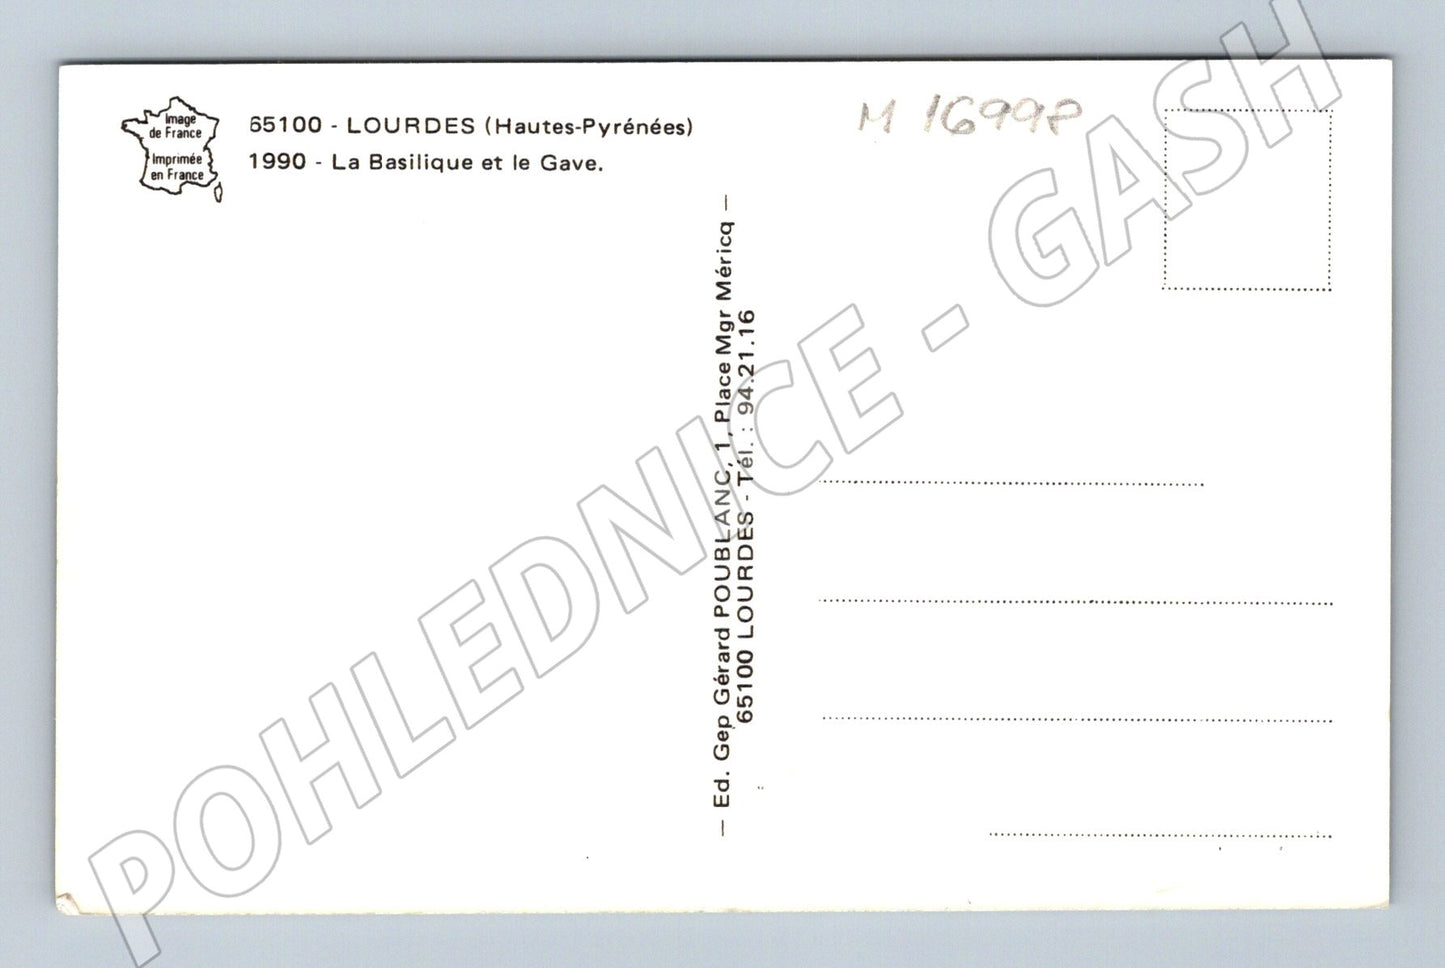 Image
de France
Imprimée
en France
65100 - LOURDES (Hautes-Pyrénées)
1990 - La Basilique et le Gave.
M 1699P
— Ed. Gep Gérard POUBLANC, 1, Place Mgr Méricq —
65100 LOURDES - Tél. : 94.21.16
POHLEDNICE - GASH